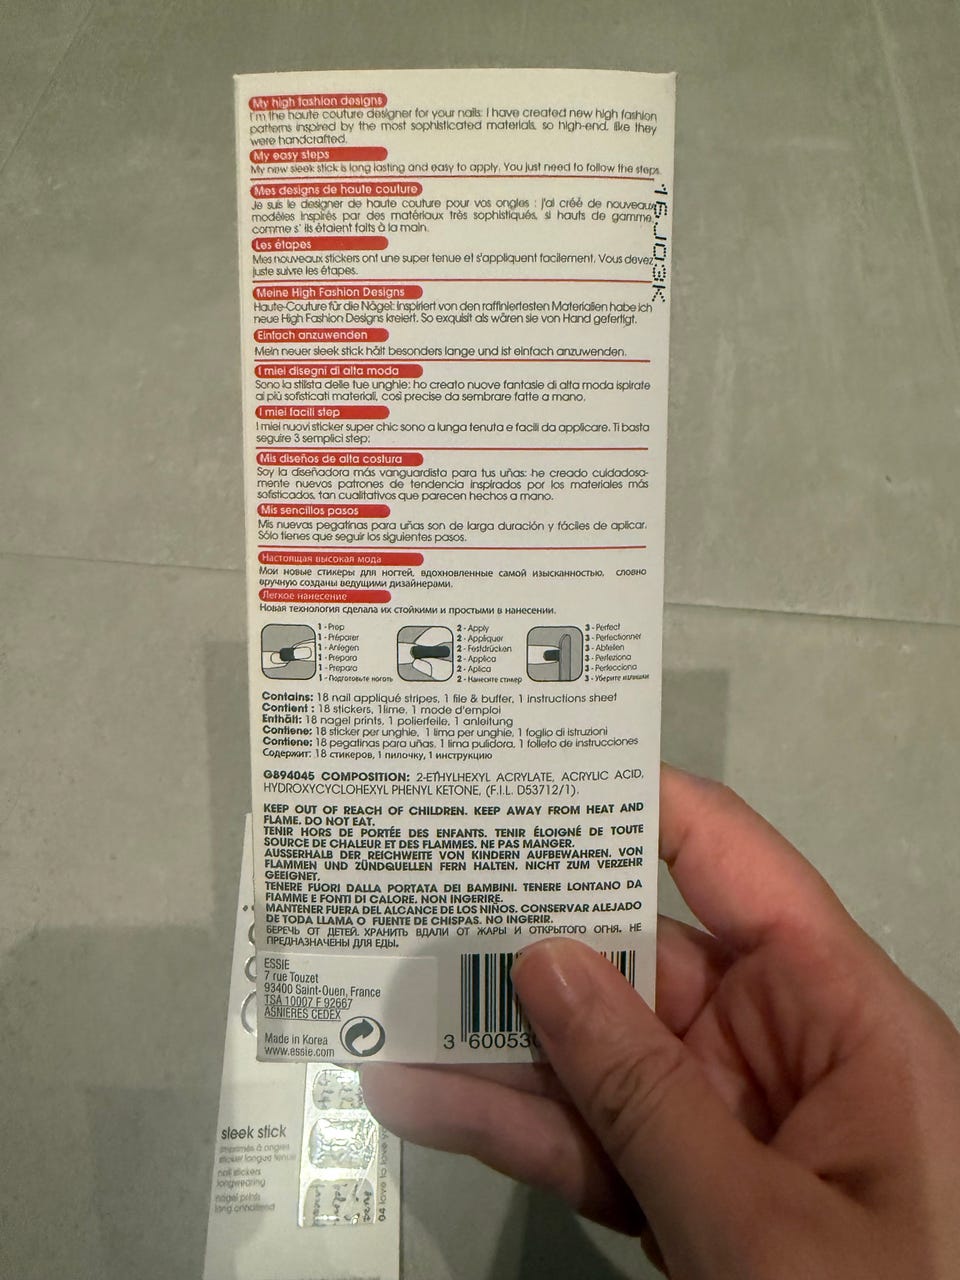 My high fashion designs
I'm the haute couture designer for your nails: I have created new high fashion
patterns inspired by the most sophisticated materials, so high-end, like they
were handcrafted.
My easy steps
My new sleek stick is long lasting and easy to apply. You just need to follow the steps.
Mes designs de haute couture
Je suis le designer de haute couture pour vos ongles : j'ai créé de nouveaux
modèles inspirés par des matériaux très sophistiqués, si hauts de gamme,
comme s' ils étaient faits à la main.
Les étapes
Mes nouveaux stickers ont une super tenue et s'appliquent facilement. Vous devez
juste suivre les étapes.
Meine High Fashion Designs
Haute-Couture für die Nägel: Inspiriert von den raffiniertesten Materialien habe ich
neue High Fashion Designs kreiert. So exquisit als wären sie von Hand gefertigt.
Einfach anzuwenden
Mein neuer sleek stick hält besonders lange und ist einfach anzuwenden.
I miei disegni di alta moda
Sono la stilista delle tue unghie: ho creato nuove fantasie di alta moda ispirate
ai più sofisticati materiali, così precise da sembrare fatte a mano.
I miei facili step
I miei nuovi sticker super chic sono a lunga tenuta e facili da applicare. Ti basta
seguire 3 semplici step:
Mis diseños de alta costura
Soy la diseñadora más vanguardista para tus uñas: he creado cuidadosa-
mente nuevos patrones de tendencia inspirados por los materiales más
sofisticados, tan cualitativos que parecen hechos a mano.
Mis sencillos pasos
Mis nuevas pegatinas para uñas son de larga duración y fáciles de aplicar.
Sólo tienes que seguir los siguientes pasos.
Настоящая высокая мода
Мои новые стикеры для ногтей, вдохновленные самой изысканностью, словно
вручную созданы ведущими дизайнерами.
Легкое нанесение
Новая технология сделала их стойкими и простыми в нанесении.
1 - Prep
1 - Préparer
1 - Anlegen
1 - Prepara
1 - Prepara
1 - Подготовьте ноготь
2 - Apply
2 - Appliquer
2 - Festdrücken
2 - Applica
2 - Aplica
2 - Нанесите стикер
3 - Perfect
3 - Perfectionner
3 - Abfeilen
3 - Perfeziona
3 - Perfecciona
3 - Уберите излишки
Contains: 18 nail appliqué stripes, 1 file & buffer, 1 instructions sheet
Contient : 18 stickers, 1lime, 1 mode d'emploi
Enthält: 18 nagel prints, 1 polierfeile, 1 anleitung
Contiene: 18 sticker per unghie, 1 lima per unghie, 1 foglio di istruzioni
Contiene: 18 pegatinas para uñas, 1 lima pulidora, 1 folleto de instrucciones
Содержит: 18 стикеров, 1 пилочку, 1 инструкцию
G894045 COMPOSITION: 2-ETHYLHEXYL ACRYLATE, ACRYLIC ACID,
HYDROXYCYCLOHEXYL PHENYL KETONE, (F.I.L. D53712/1).
KEEP OUT OF REACH OF CHILDREN. KEEP AWAY FROM HEAT AND
FLAME. DO NOT EAT.
TENIR HORS DE PORTÉE DES ENFANTS. TENIR ÉLOIGNÉ DE TOUTE
SOURCE DE CHALEUR ET DES FLAMMES. NE PAS MANGER.
AUSSERHALB DER REICHWEITE VON KINDERN AUFBEWAHREN. VON
FLAMMEN UND ZÜNDQUELLEN FERN HALTEN. NICHT ZUM VERZEHR
GEEIGNET.
TENERE FUORI DALLA PORTATA DEI BAMBINI. TENERE LONTANO DA
FIAMME E FONTI DI CALORE. NON INGERIRE.
MANTENER FUERA DEL ALCANCE DE LOS NIÑOS. CONSERVAR ALEJADO
DE TODA LLAMA O FUENTE DE CHISPAS. NO INGERIR.
БЕРЕЧЬ ОТ ДЕТЕЙ. ХРАНИТЬ ВДАЛИ ОТ ЖАРЫ И ОТКРЫТОГО ОГНЯ. НЕ
ПРЕДНАЗНАЧЕНЫ ДЛЯ ЕДЫ.
ESSIE
7 rue Touzet
93400 Saint-Ouen, France
TSA 10007 F 92667
ASNIERES CEDEX
Made in Korea
www.essie.com
3 60053
sleek stick
imprimés à ongles
sticker longue tenue
nail stickers
longwearing
nagel prints
lang anhaltend
04 love to love